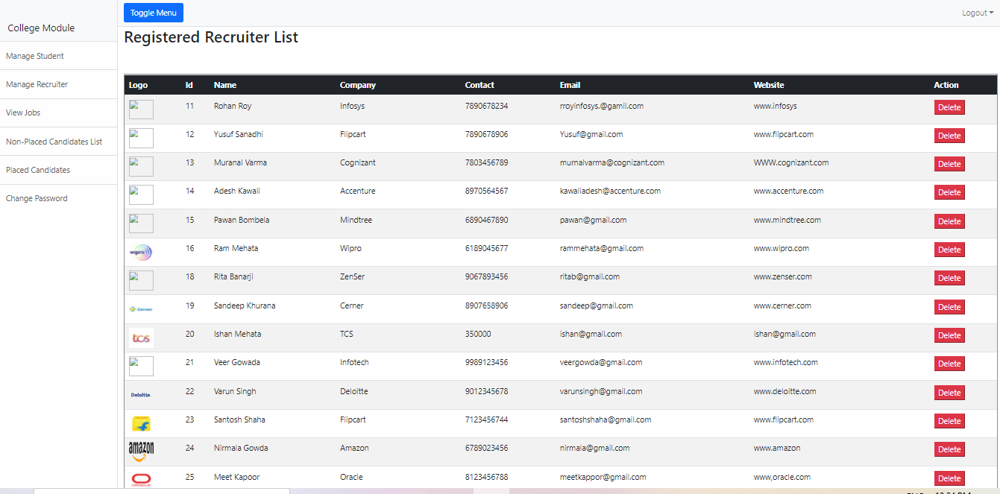 Toggle Menu
Logout
College Module
Registered Recruiter List
Manage Student
Manage Recruiter
View Jobs
Non-Placed Candidates List
Placed Candidates
Change Password
Logo Id Name Company Contact Email Website Action
11 Rohan Roy Infosys 7890678234 rroyinfosys.@gamil.com www.infosys Delete
12 Yusuf Sanadhi Flipcart 7890678906 Yusuf@gmail.com www.flipcart.com Delete
13 Muranal Varma Cognizant 7803456789 murnalvarma@cognizant.com WWW.cognizant.com Delete
14 Adesh Kawali Accenture 8970564567 kawaliadesh@accenture.com www.accenture.com Delete
15 Pawan Bombela Mindtree 6890467890 pawan@gmail.com www.mindtree.com Delete
wipro 16 Ram Mehata Wipro 6189045677 rammehata@gmail.com www.wipro.com Delete
18 Rita Banarji ZenSer 9067893456 ritab@gmail.com www.zenser.com Delete
Cerner 19 Sandeep Khurana Cerner 8907658906 sandeep@gmail.com www.cerner.com Delete
tcs 20 Ishan Mehata TCS 350000 ishan@gmail.com ishan@gmail.com Delete
21 Veer Gowada Infotech 9989123456 veergowda@gmail.com www.infotech.com Delete
Deloitte. 22 Varun Singh Deloitte 9012345678 varunsingh@gmail.com www.deloitte.com Delete
23 Santosh Shaha Flipcart 7123456744 santoshshaha@gmail.com www.flipcart.com Delete
amazon 24 Nirmala Gowda Amazon 6789023456 nirmala@gmail.com www.amazon Delete
ORACLE 25 Meet Kapoor Oracle 8123456788 meetkappor@gmail.com www,oracle.com Delete